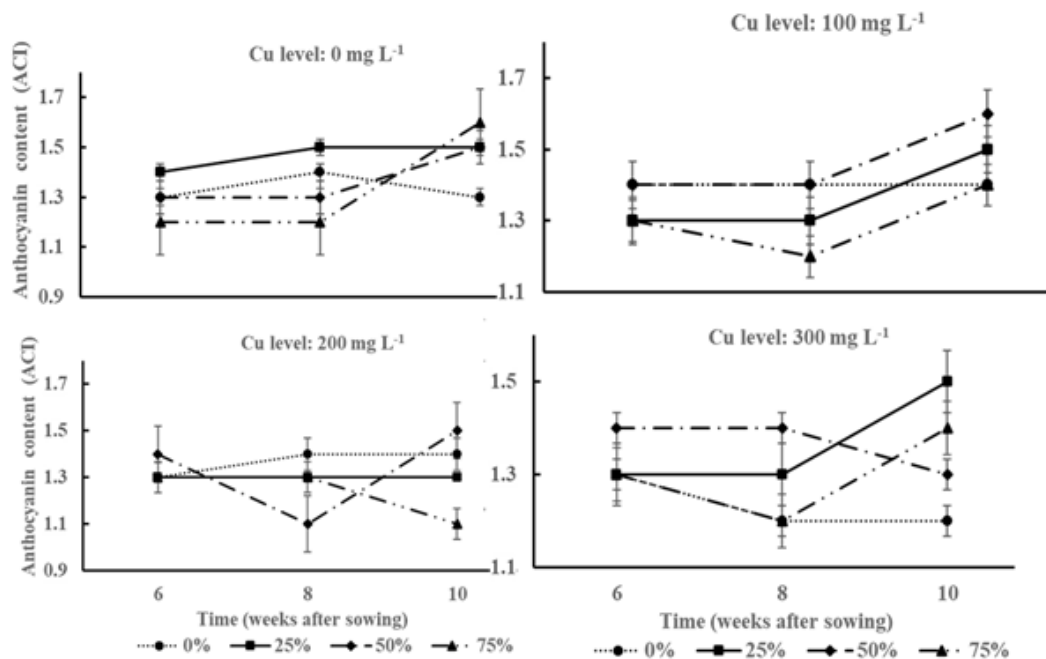 Cu level: 0 mg L⁻¹
Anthocyanin content (ACI)
1.7
1.5
1.3
1.1
0.9
Cu level: 100 mg L⁻¹
1.7
1.5
1.3
1.1
Cu level: 200 mg L⁻¹
Anthocyanin content (ACI)
1.7
1.5
1.3
1.1
0.9
6 8 10
Time (weeks after sowing)
0% 25% 50% 75%
Cu level: 300 mg L⁻¹
1.5
1.3
1.1
6 8 10
Time (weeks after sowing)
0% 25% 50% 75%